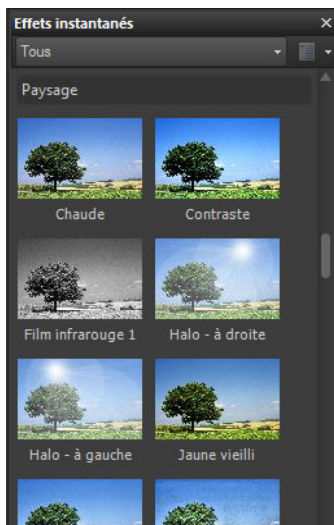 Effets instantanés
Tous
Paysage
Chaude
Contraste
Film infrarouge 1
Halo - à droite
Halo - à gauche
Jaune vieilli